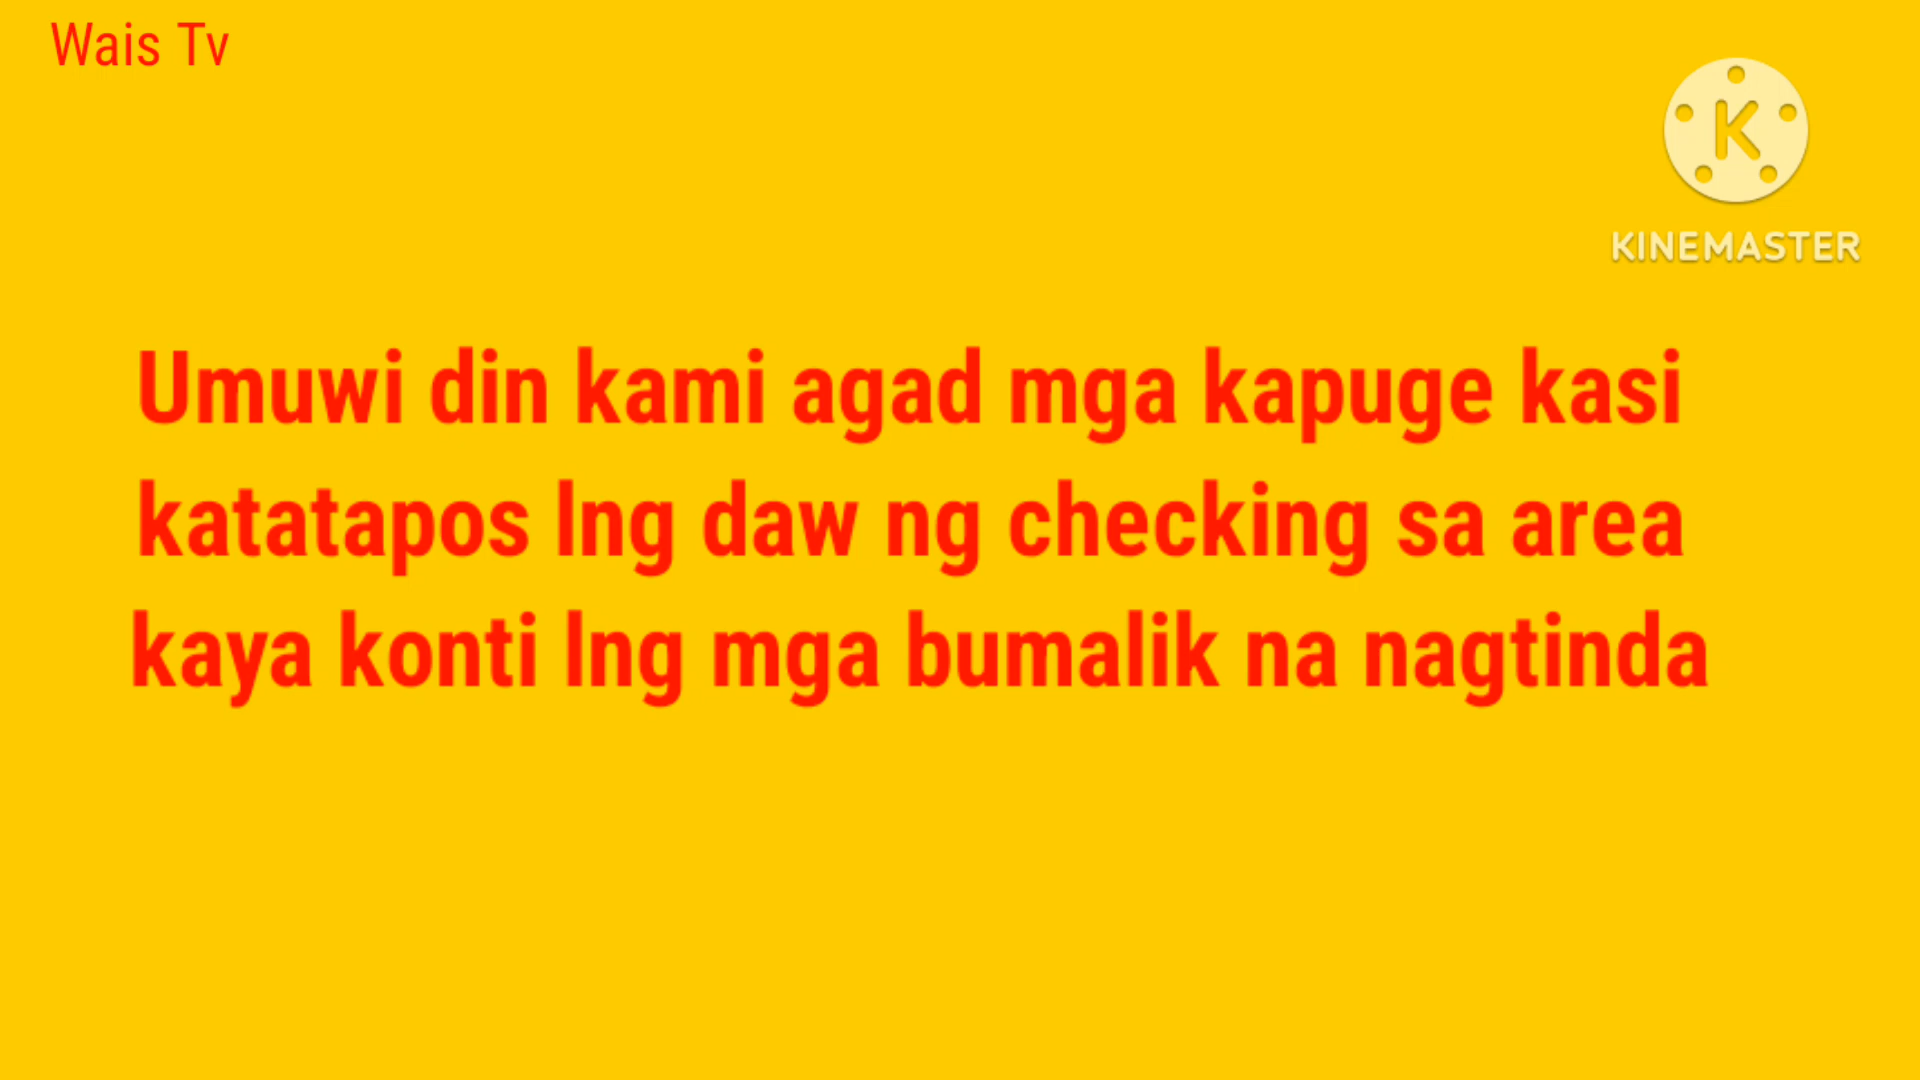 Wais Tv
K
KINEMASTER
Umuwi din kami agad mga kapuge kasi
katatapos lng daw ng checking sa area
kaya konti lng mga bumalik na nagtinda